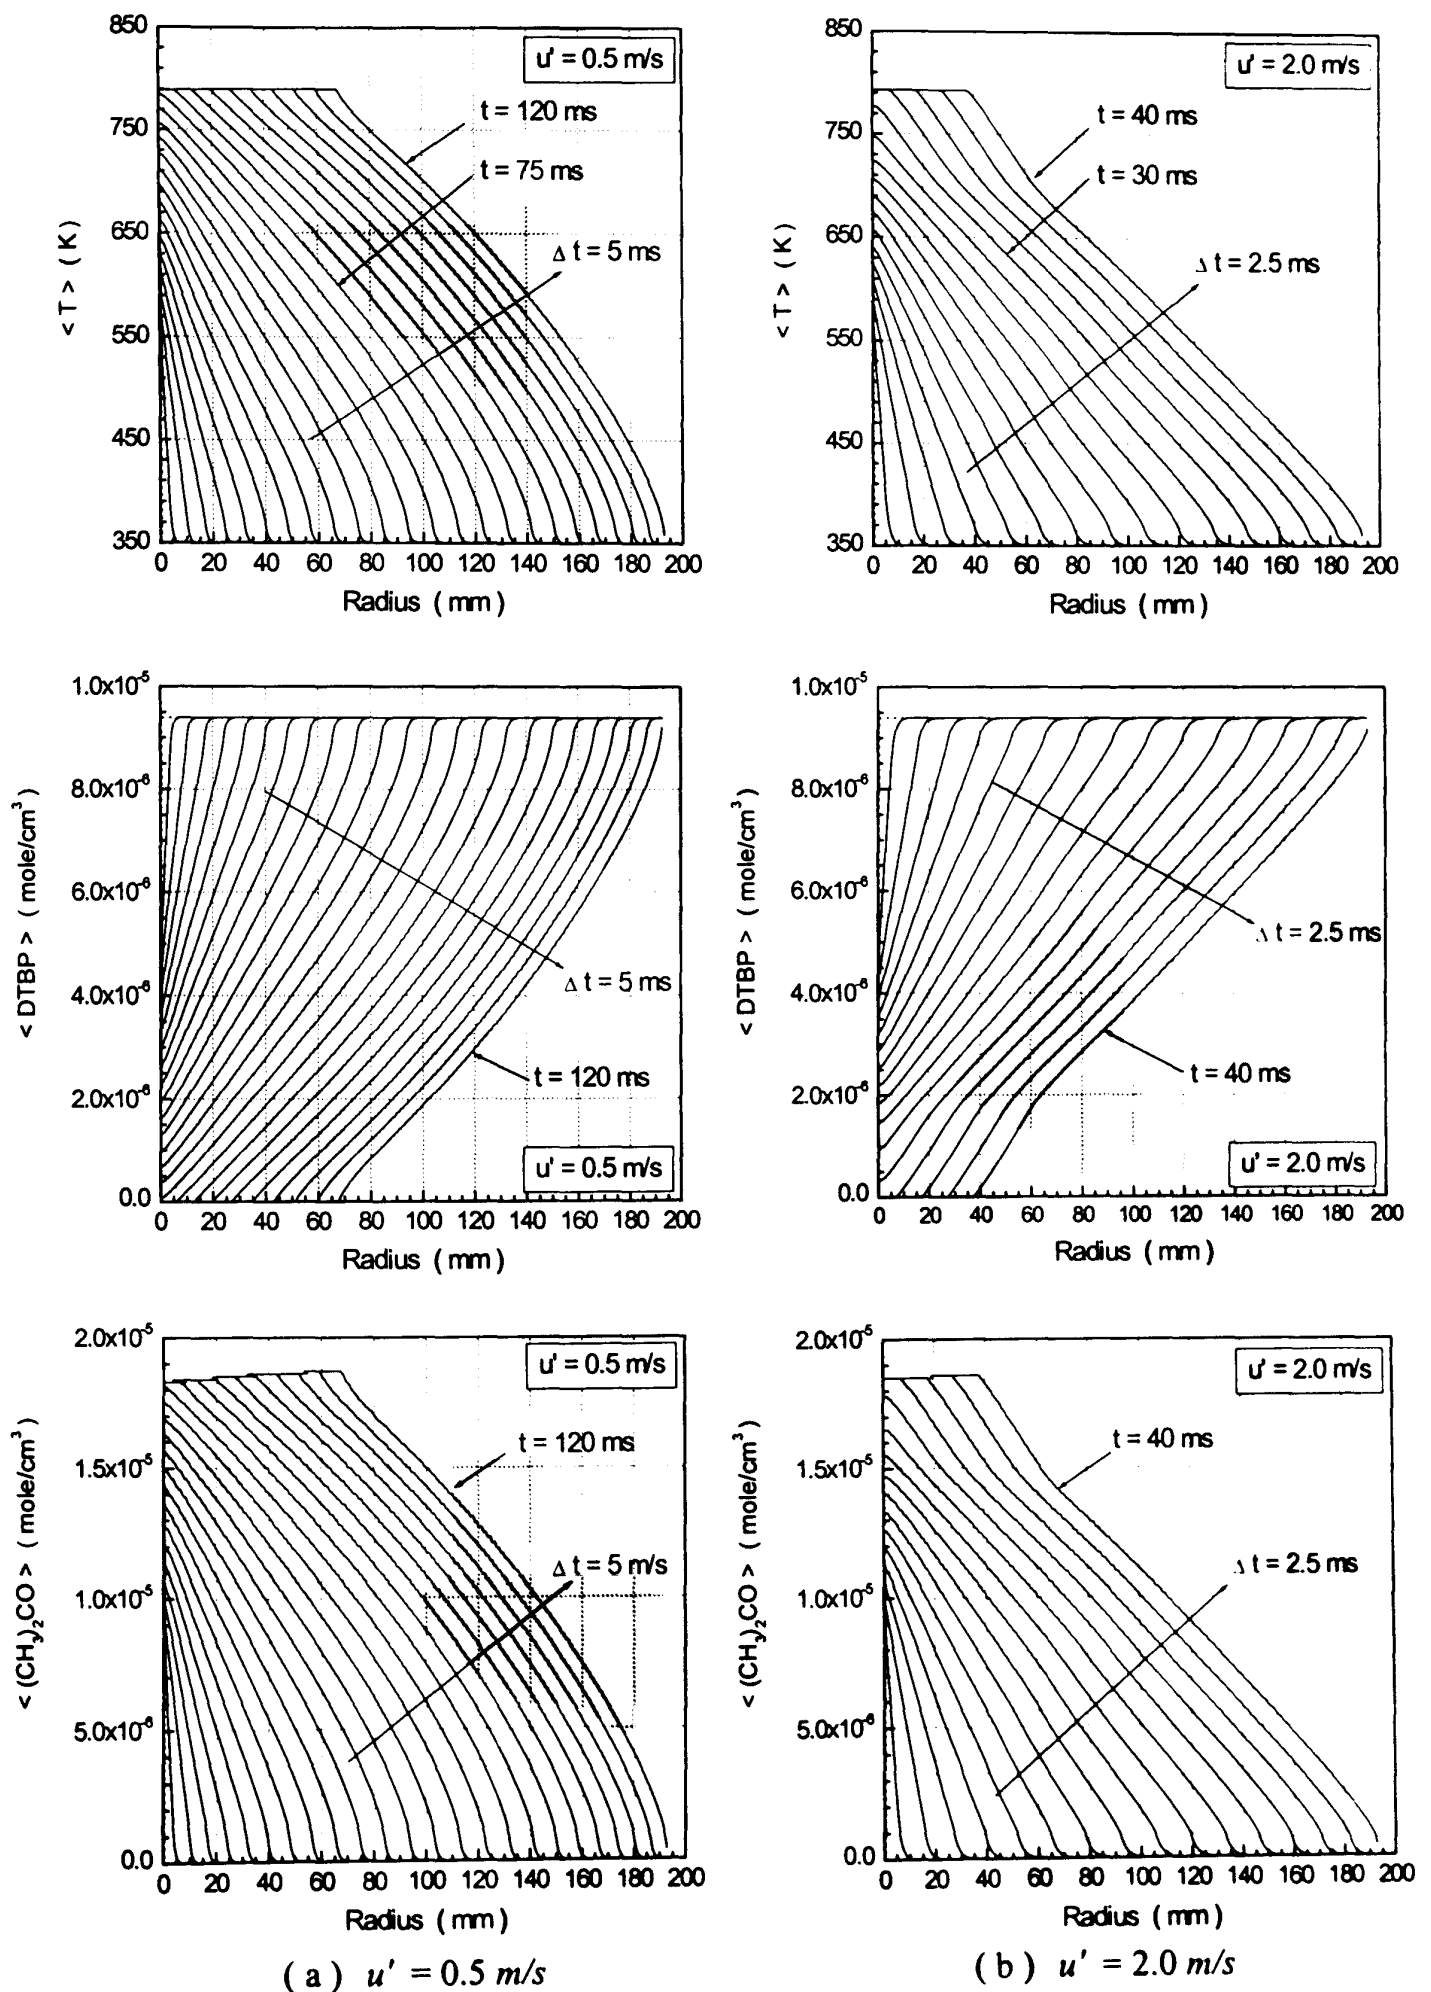 850
750
650
550
450
350
< T > ( K )
u' = 0.5 m/s
t = 120 ms
t = 75 ms
Δ t = 5 ms
0 20 40 60 80 100 120 140 160 180 200
Radius ( mm )
850
750
650
550
450
350
< T > ( K )
u' = 2.0 m/s
t = 40 ms
t = 30 ms
Δ t = 2.5 ms
0 20 40 60 80 100 120 140 160 180 200
Radius ( mm )
1.0x10⁻⁵
8.0x10⁻⁶
6.0x10⁻⁶
4.0x10⁻⁶
2.0x10⁻⁶
0.0
< DTBP > ( mole/cm³ )
Δ t = 5 ms
t = 120 ms
u' = 0.5 m/s
0 20 40 60 80 100 120 140 160 180 200
Radius ( mm )
1.0x10⁻⁵
8.0x10⁻⁶
6.0x10⁻⁶
4.0x10⁻⁶
2.0x10⁻⁶
0.0
< DTBP > ( mole/cm³ )
Δ t = 2.5 ms
t = 40 ms
u' = 2.0 m/s
0 20 40 60 80 100 120 140 160 180 200
Radius ( mm )
2.0x10⁻⁵
1.5x10⁻⁵
1.0x10⁻⁵
5.0x10⁻⁶
0.0
< (CH₃)₂CO > ( mole/cm³ )
u' = 0.5 m/s
t = 120 ms
Δ t = 5 m/s
0 20 40 60 80 100 120 140 160 180 200
Radius ( mm )
2.0x10⁻⁵
1.5x10⁻⁵
1.0x10⁻⁵
5.0x10⁻⁶
0.0
< (CH₃)₂CO > ( mole/cm³ )
u' = 2.0 m/s
t = 40 ms
Δ t = 2.5 ms
0 20 40 60 80 100 120 140 160 180 200
Radius ( mm )
( a ) u' = 0.5 m/s
( b ) u' = 2.0 m/s